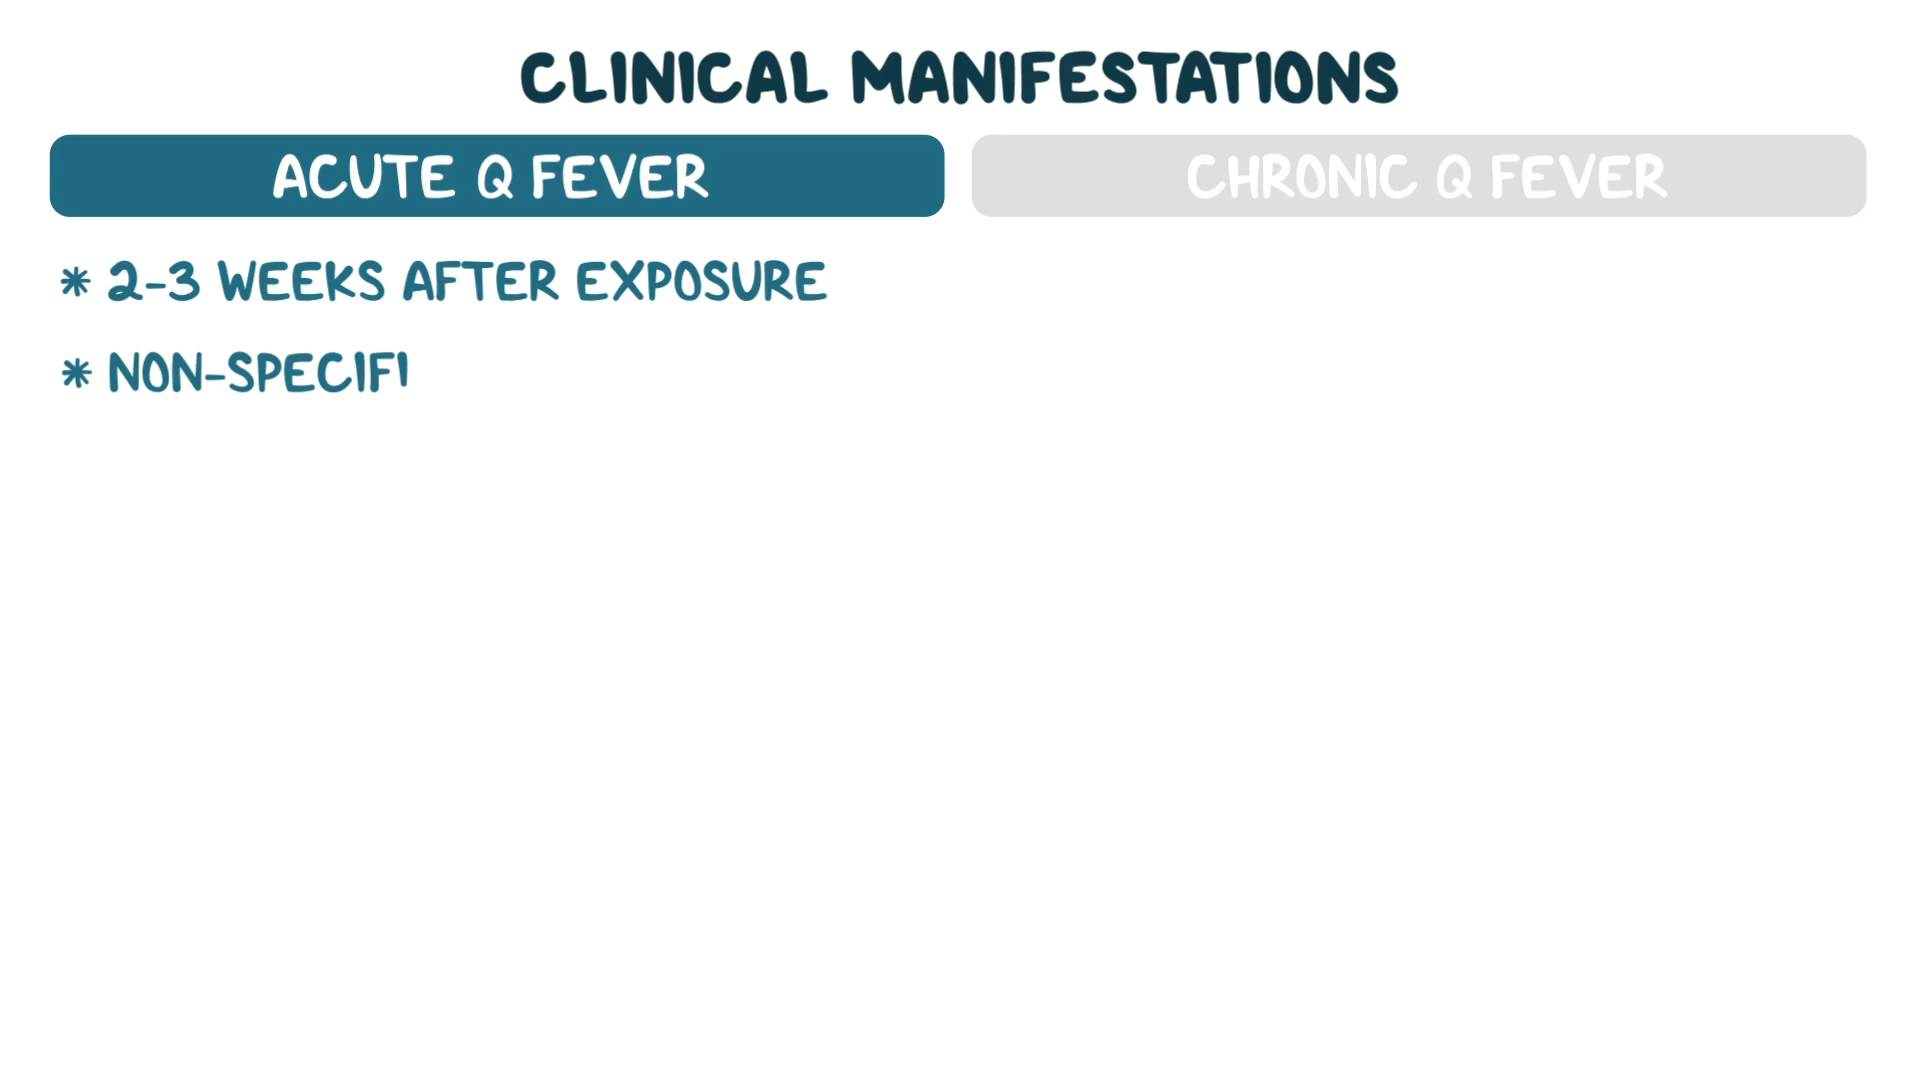 CLINICAL MANIFESTATIONS
ACUTE Q FEVER
CHRONIC Q FEVER
* 2-3 WEEKS AFTER EXPOSURE
* NON-SPECIFI